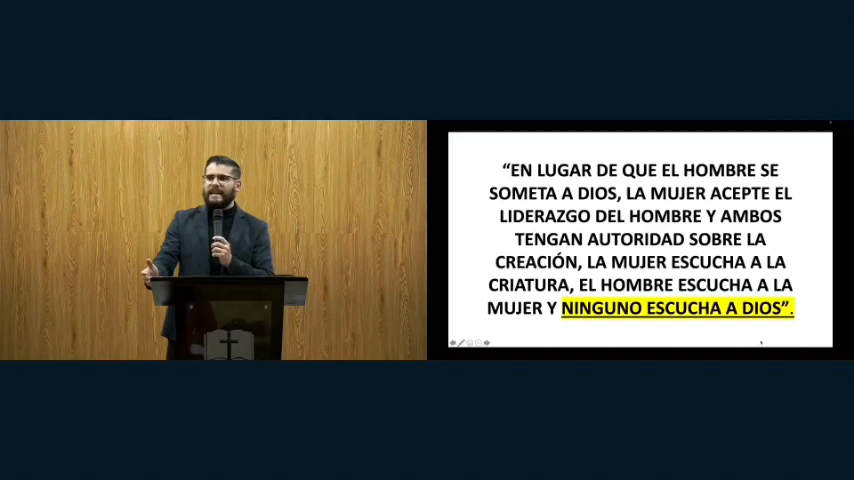 “EN LUGAR DE QUE EL HOMBRE SE
SOMETA A DIOS, LA MUJER ACEPTE EL
LIDERAZGO DEL HOMBRE Y AMBOS
TENGAN AUTORIDAD SOBRE LA
CREACIÓN, LA MUJER ESCUCHA A LA
CRIATURA, EL HOMBRE ESCUCHA A LA
MUJER Y NINGUNO ESCUCHA A DIOS”.